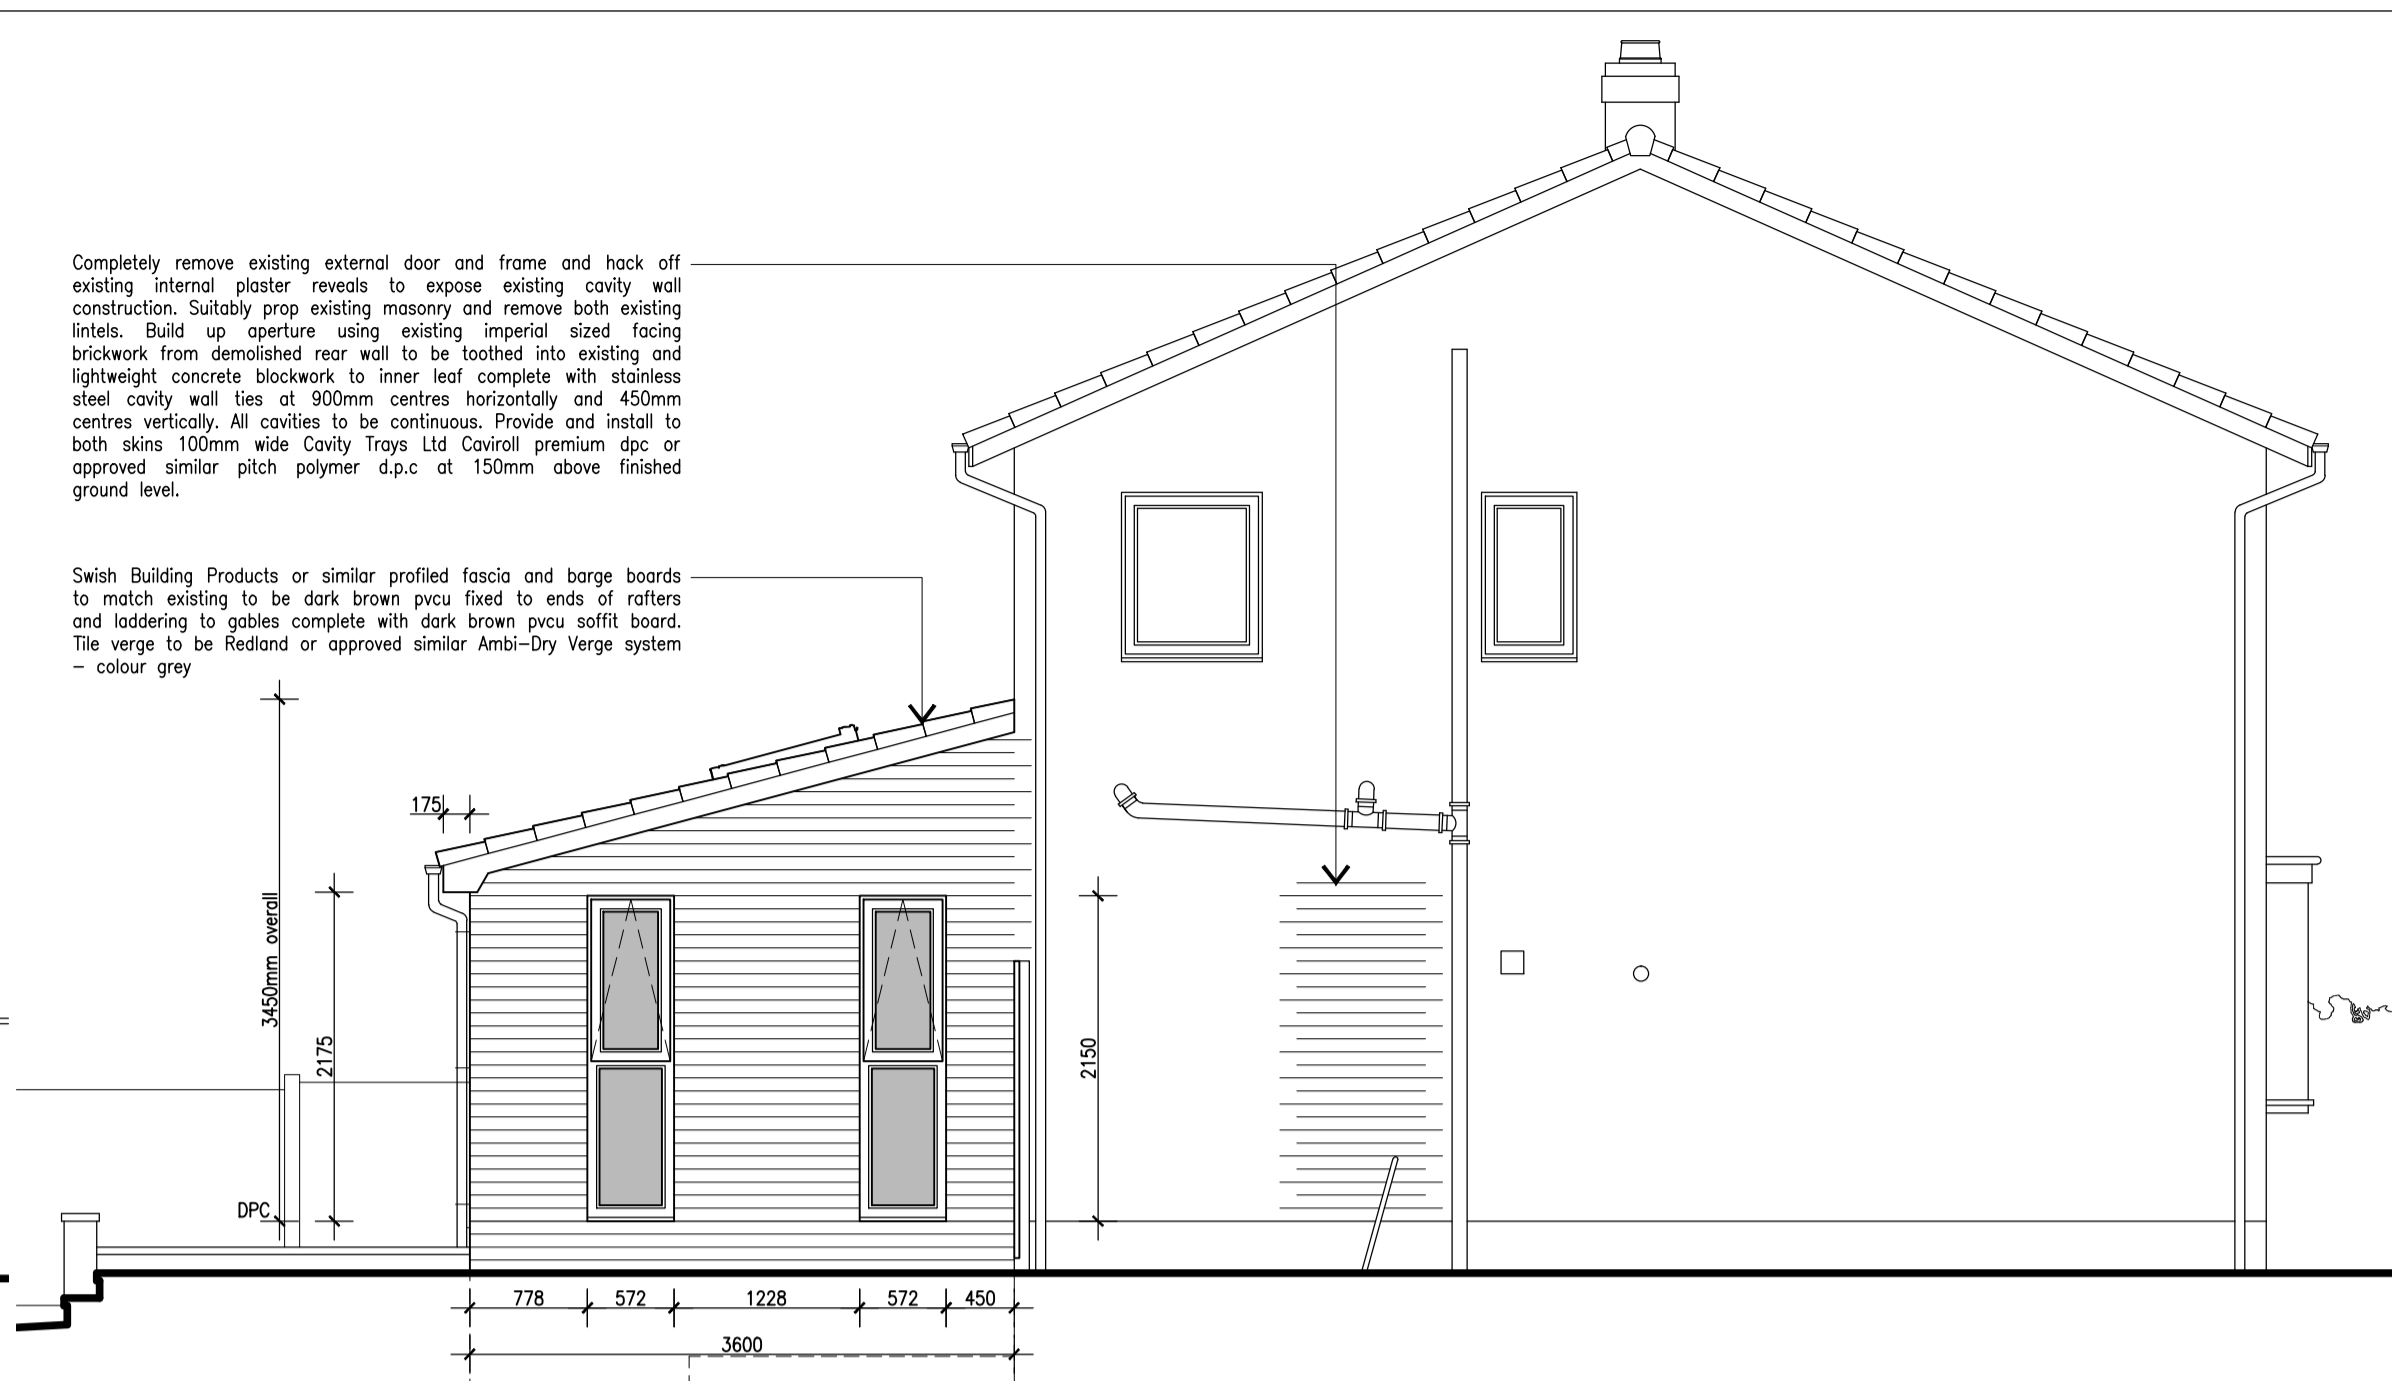 Completely remove existing external door and frame and hack off
existing internal plaster reveals to expose existing cavity wall
construction. Suitably prop existing masonry and remove both existing
lintels. Build up aperture using existing imperial sized facing
brickwork from demolished rear wall to be toothed into existing and
lightweight concrete blockwork to inner leaf complete with stainless
steel cavity wall ties at 900mm centres horizontally and 450mm
centres vertically. All cavities to be continuous. Provide and install to
both skins 100mm wide Cavity Trays Ltd Caviroll premium dpc or
approved similar pitch polymer d.p.c at 150mm above finished
ground level.
Swish Building Products or similar profiled fascia and barge boards
to match existing to be dark brown pvcu fixed to ends of rafters
and laddering to gables complete with dark brown pvcu soffit board.
Tile verge to be Redland or approved similar Ambi-Dry Verge system
- colour grey
175
3450mm overall
2175
2150
DPC
778
572
1228
572
450
3600